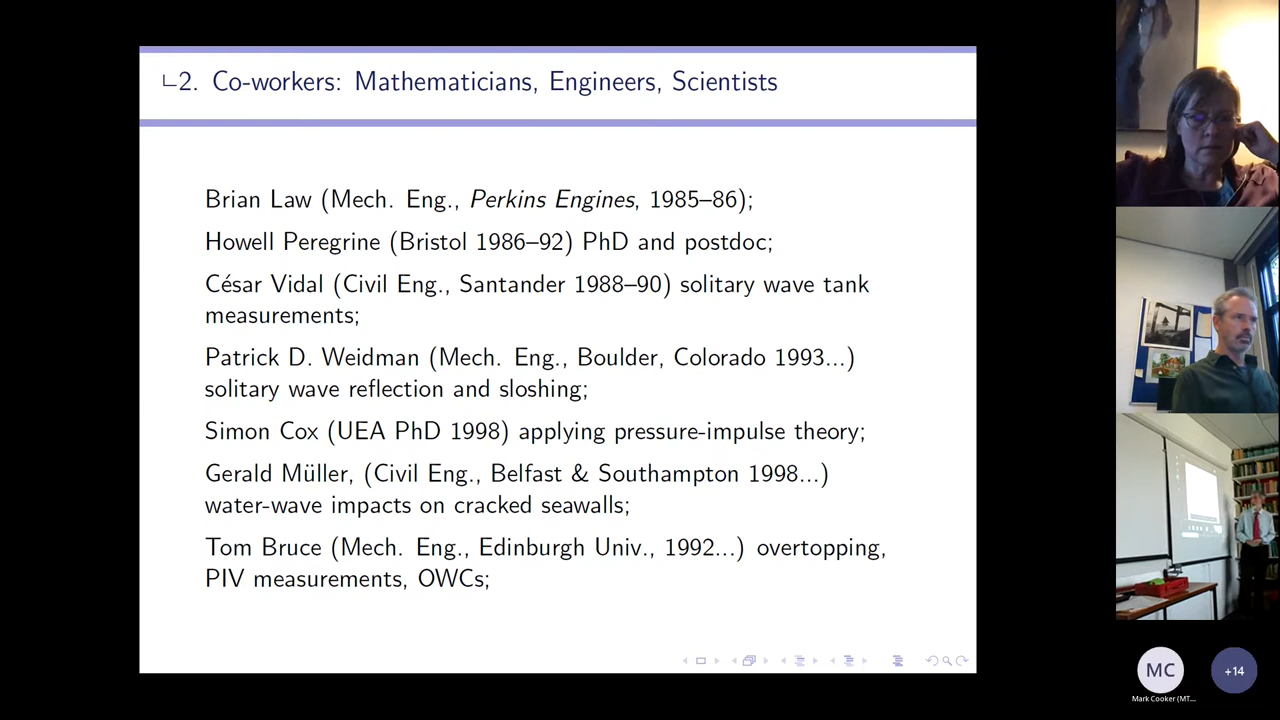 2. Co-workers: Mathematicians, Engineers, Scientists
Brian Law (Mech. Eng., Perkins Engines, 1985–86);
Howell Peregrine (Bristol 1986–92) PhD and postdoc;
César Vidal (Civil Eng., Santander 1988–90) solitary wave tank
measurements;
Patrick D. Weidman (Mech. Eng., Boulder, Colorado 1993...)
solitary wave reflection and sloshing;
Simon Cox (UEA PhD 1998) applying pressure-impulse theory;
Gerald Müller, (Civil Eng., Belfast & Southampton 1998...)
water-wave impacts on cracked seawalls;
Tom Bruce (Mech. Eng., Edinburgh Univ., 1992...) overtopping,
PIV measurements, OWCs;
MC
+14
Mark Cooker (MT...